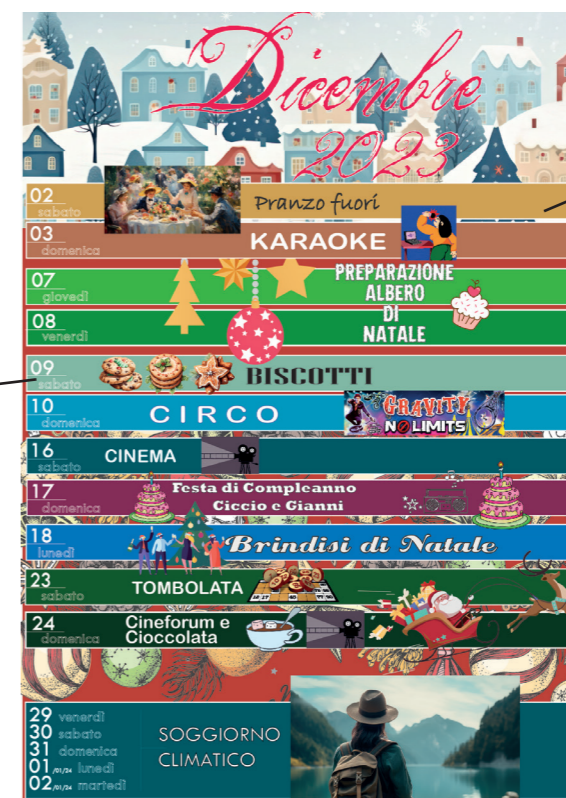 Dicembre
2023
02
sabato
Pranzo fuori
03
domenica
KARAOKE
07
giovedì
PREPARAZIONE
ALBERO
DI
NATALE
08
venerdì
09
sabato
BISCOTTI
10
domenica
CIRCO
GRAVITY
NO LIMITS
16
sabato
CINEMA
17
domenica
Festa di Compleanno
Ciccio e Gianni
18
lunedì
Brindisi di Natale
23
sabato
TOMBOLATA
24
domenica
Cineforum e
Cioccolata
29 venerdì
30 sabato
31 domenica
01/01/24 lunedì
02/01/24 martedì
SOGGIORNO
CLIMATICO